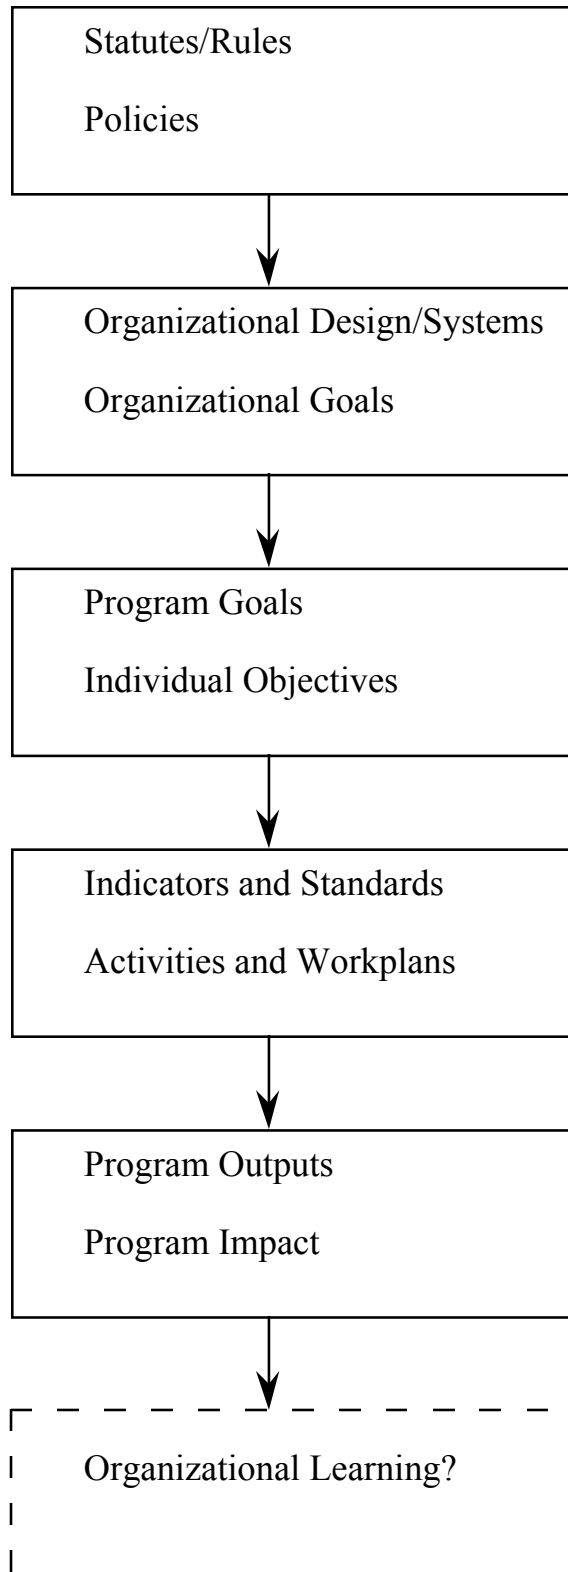 Statutes/Rules
Policies
Organizational Design/Systems
Organizational Goals
Program Goals
Individual Objectives
Indicators and Standards
Activities and Workplans
Program Outputs
Program Impact
Organizational Learning?